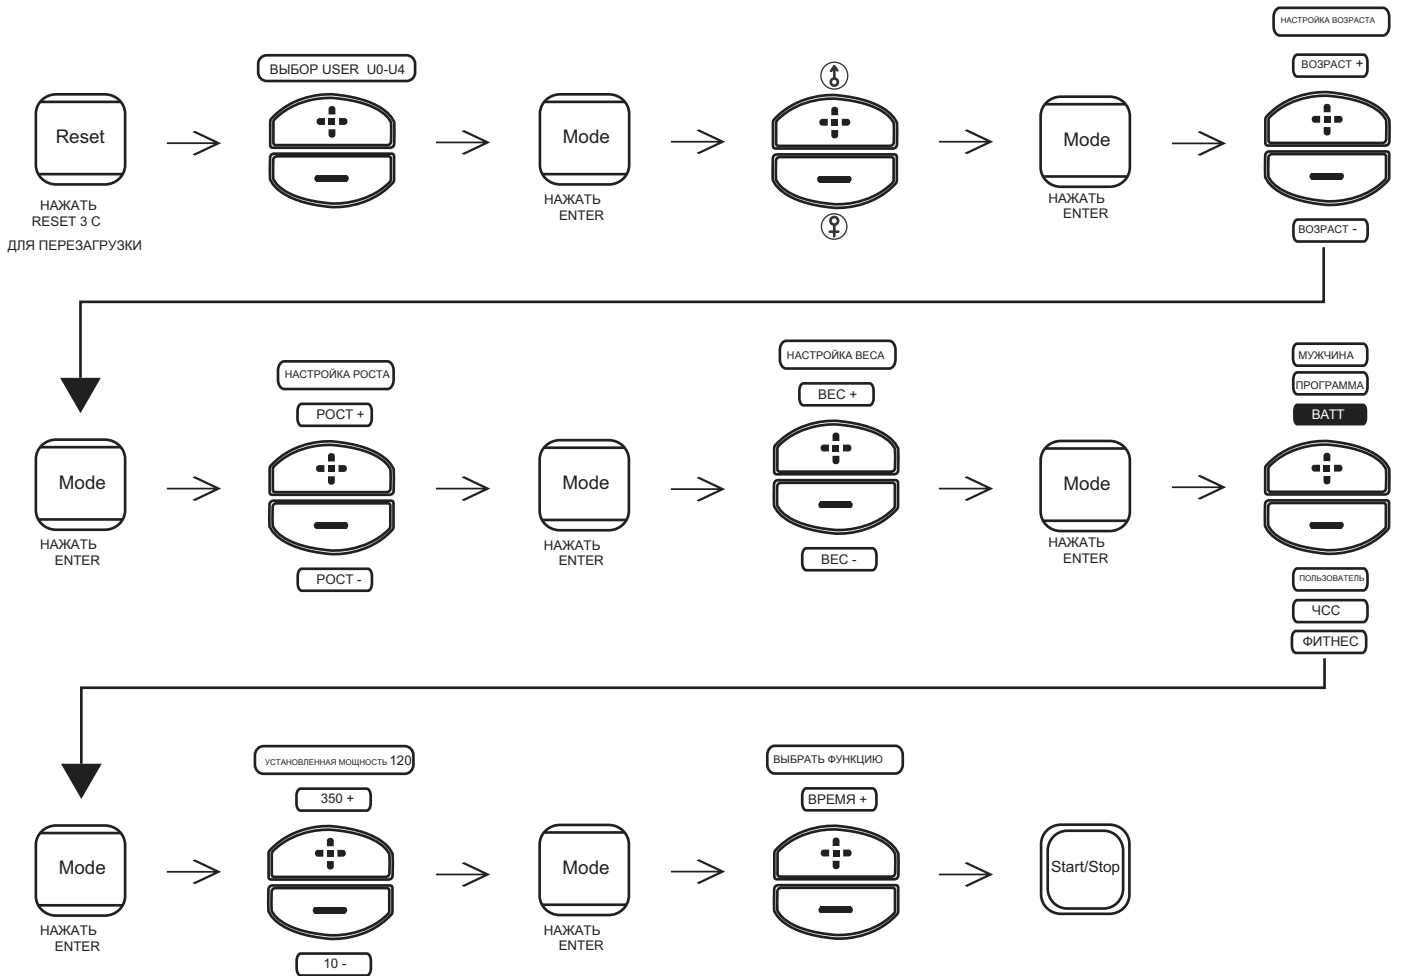 НАСТРОЙКА ВОЗРАСТА
ВЫБОР USER U0-U4
ВОЗРАСТ +
Reset
Mode
Mode
НАЖАТЬ
RESET 3 С
ДЛЯ ПЕРЕЗАГРУЗКИ
НАЖАТЬ
ENTER
НАЖАТЬ
ENTER
ВОЗРАСТ -
НАСТРОЙКА РОСТА
РОСТ +
НАСТРОЙКА ВЕСА
ВЕС +
МУЖЧИНА
ПРОГРАММА
ВАТТ
Mode
Mode
Mode
НАЖАТЬ
ENTER
РОСТ -
НАЖАТЬ
ENTER
ВЕС -
НАЖАТЬ
ENTER
ПОЛЬЗОВАТЕЛЬ
ЧСС
ФИТНЕС
УСТАНОВЛЕННАЯ МОЩНОСТЬ 120
350 +
ВЫБРАТЬ ФУНКЦИЮ
ВРЕМЯ +
Mode
Mode
Start/Stop
НАЖАТЬ
ENTER
10 -
НАЖАТЬ
ENTER